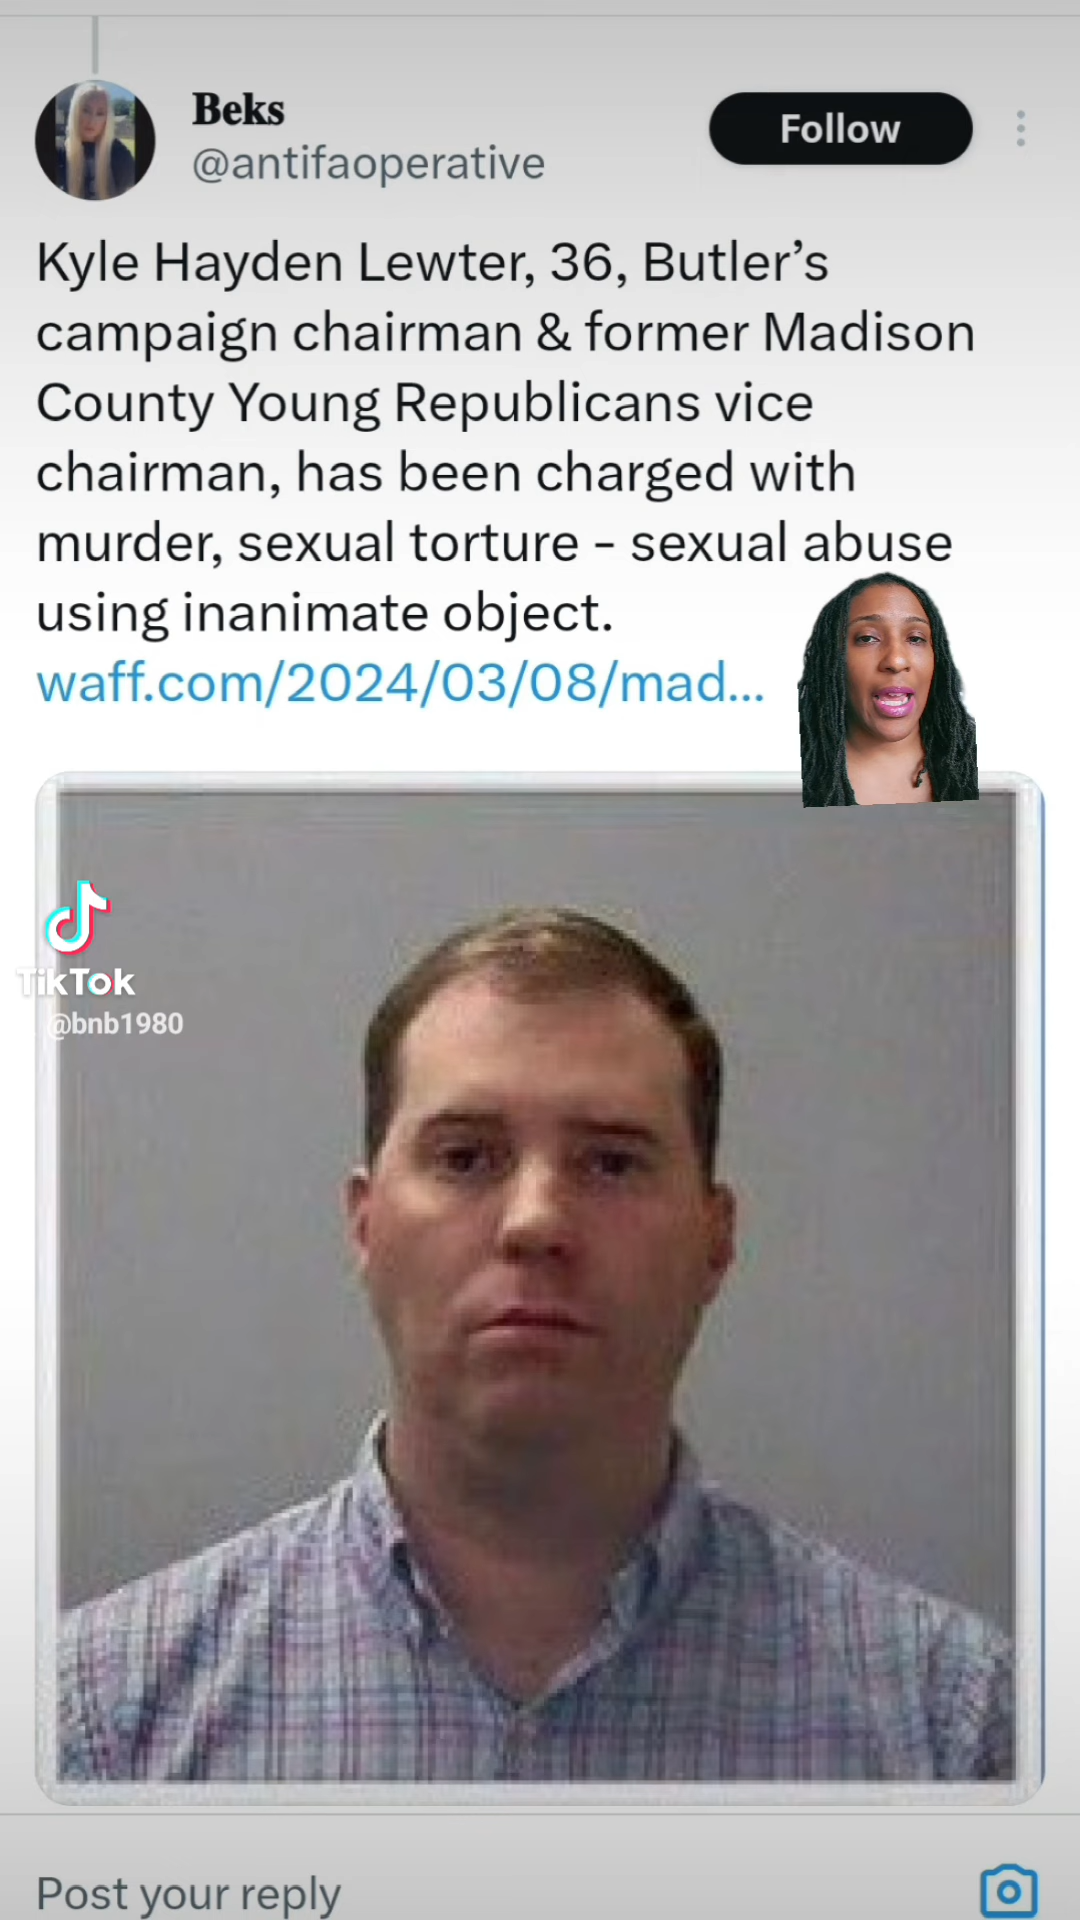 Beks
@antifaoperative
Follow
Kyle Hayden Lewter, 36, Butler’s
campaign chairman & former Madison
County Young Republicans vice
chairman, has been charged with
murder, sexual torture - sexual abuse
using inanimate object.
waff.com/2024/03/08/mad...
TikTok
@bnb1980
Post your reply